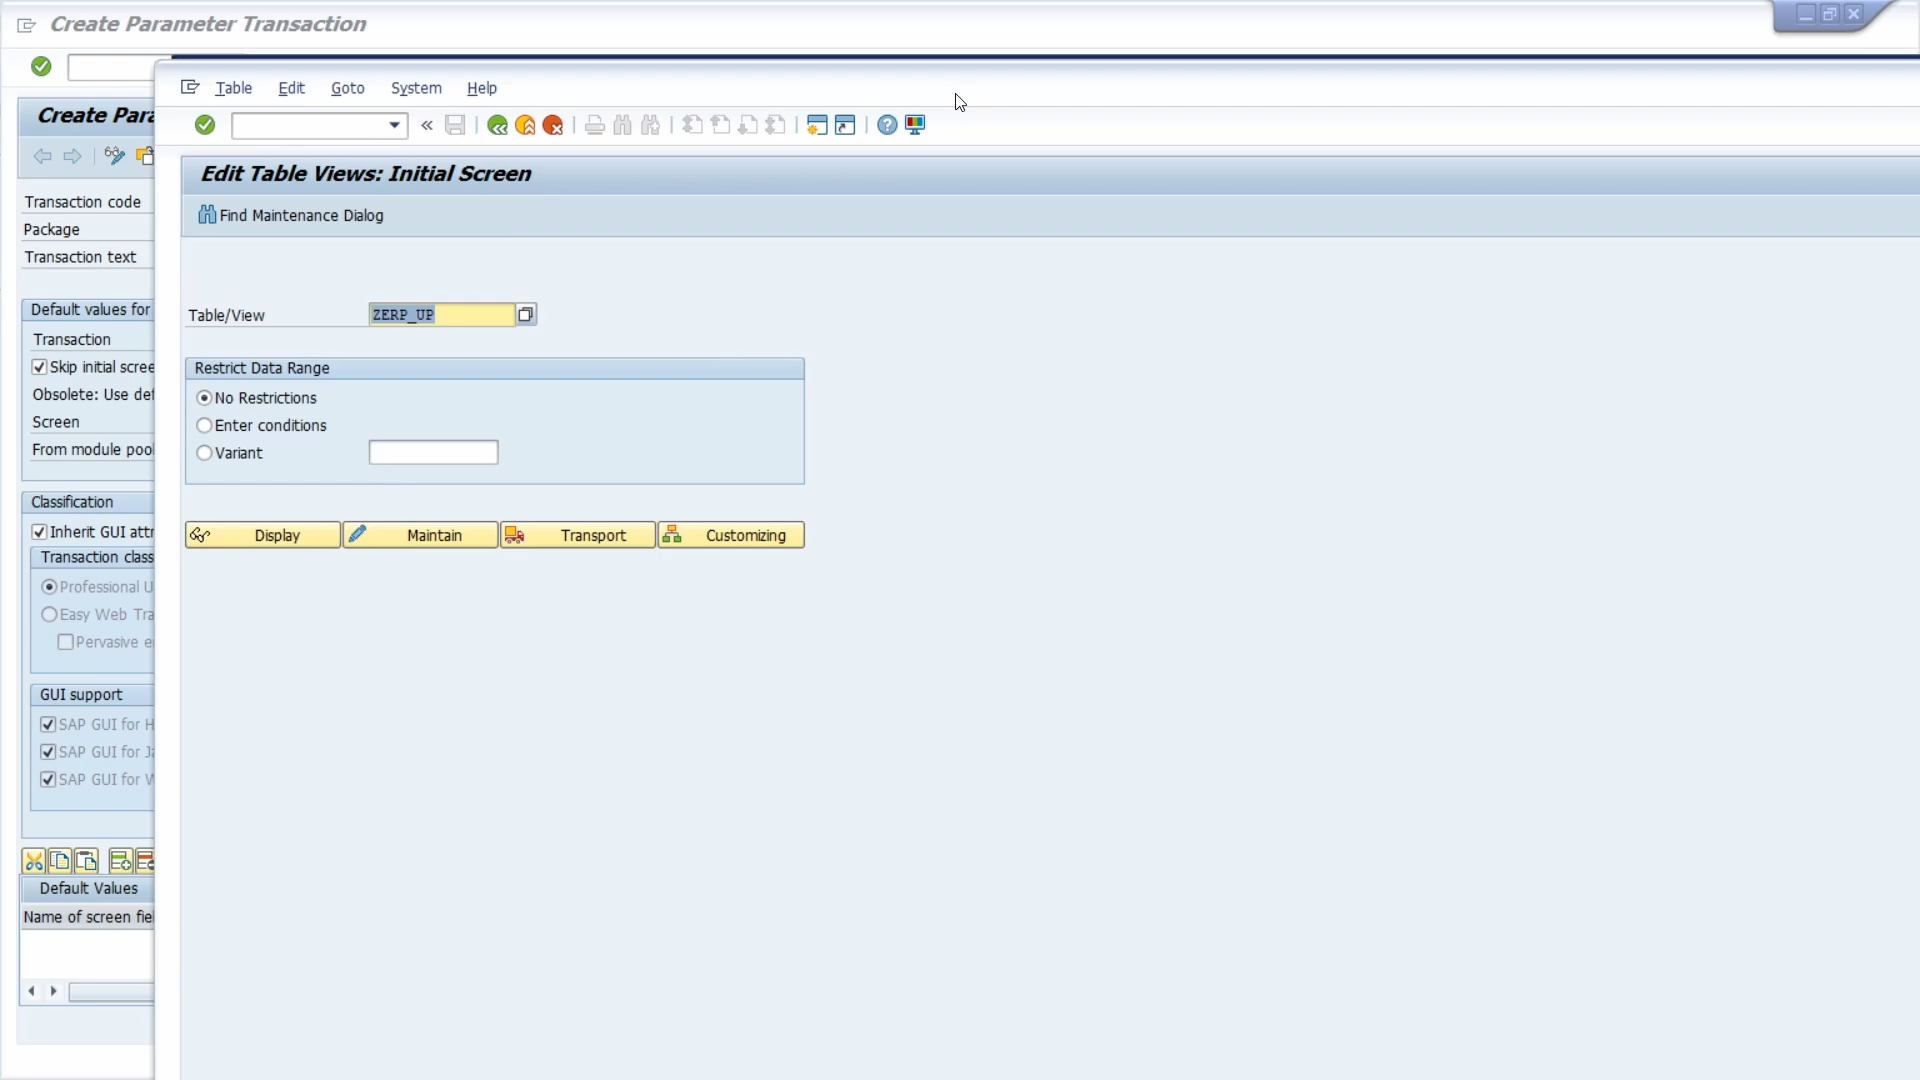 Create Parameter Transaction
Table Edit Goto System Help
Create Para
Edit Table Views: Initial Screen
Find Maintenance Dialog
Transaction code
Package
Transaction text
Default values for
Transaction
Skip initial scree
Obsolete: Use def
Screen
From module pool
Table/View ZERP_UP
Restrict Data Range
No Restrictions
Enter conditions
Variant
Display Maintain Transport Customizing
Classification
Inherit GUI attr
Transaction class
Professional U
Easy Web Tra
Pervasive e
GUI support
SAP GUI for H
SAP GUI for Ja
SAP GUI for W
Default Values
Name of screen fie